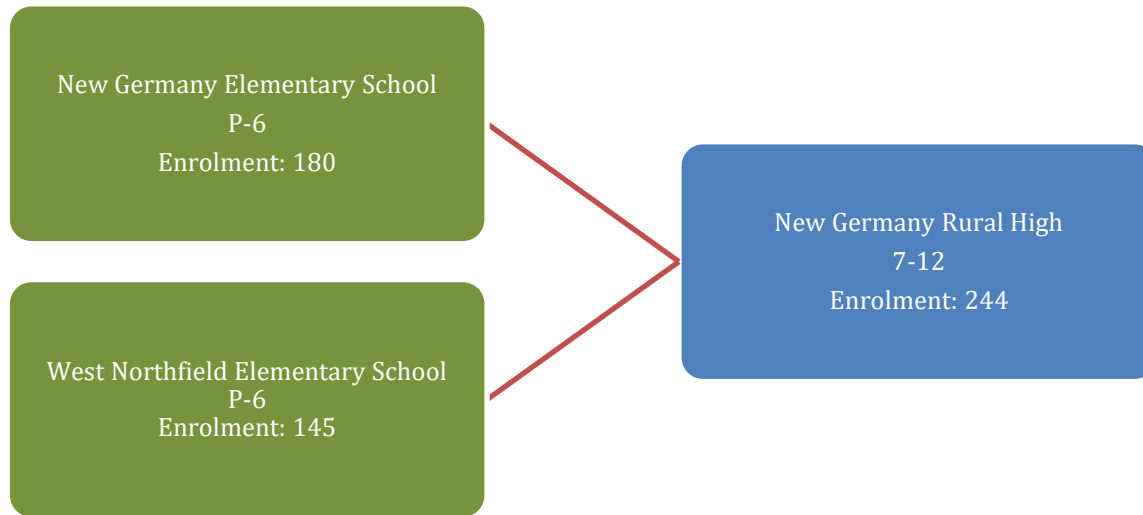 New Germany Elementary School
P-6
Enrolment: 180
West Northfield Elementary School
P-6
Enrolment: 145
New Germany Rural High
7-12
Enrolment: 244